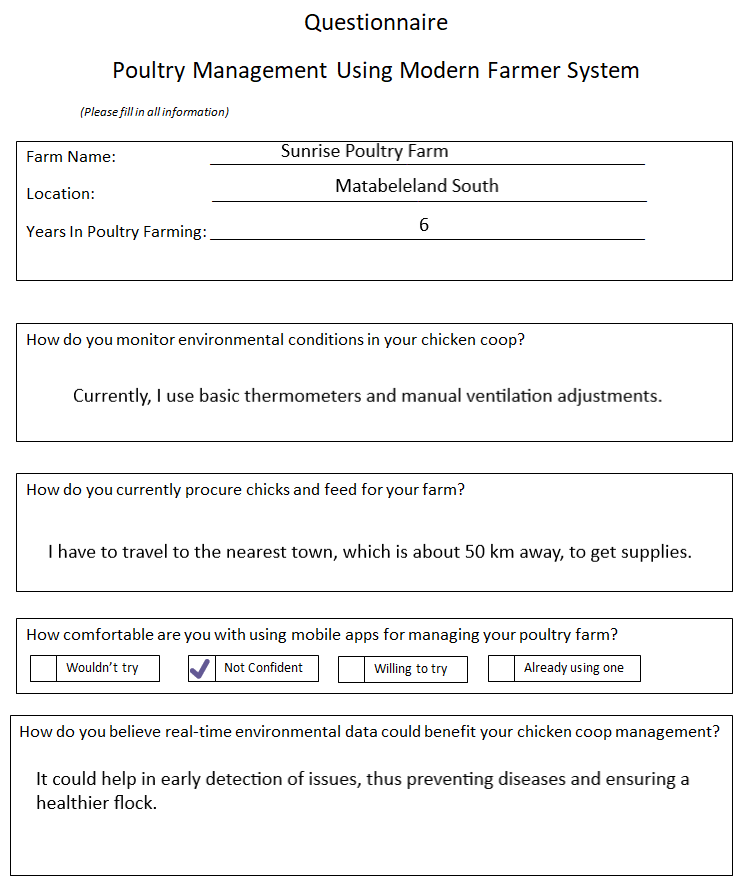 Questionnaire
Poultry Management Using Modern Farmer System
(Please fill in all information)
Farm Name: Sunrise Poultry Farm
Location: Matabeleland South
Years In Poultry Farming: 6
How do you monitor environmental conditions in your chicken coop?
Currently, I use basic thermometers and manual ventilation adjustments.
How do you currently procure chicks and feed for your farm?
I have to travel to the nearest town, which is about 50 km away, to get supplies.
How comfortable are you with using mobile apps for managing your poultry farm?
Wouldn't try Not Confident Willing to try Already using one
How do you believe real-time environmental data could benefit your chicken coop management?
It could help in early detection of issues, thus preventing diseases and ensuring a
healthier flock.